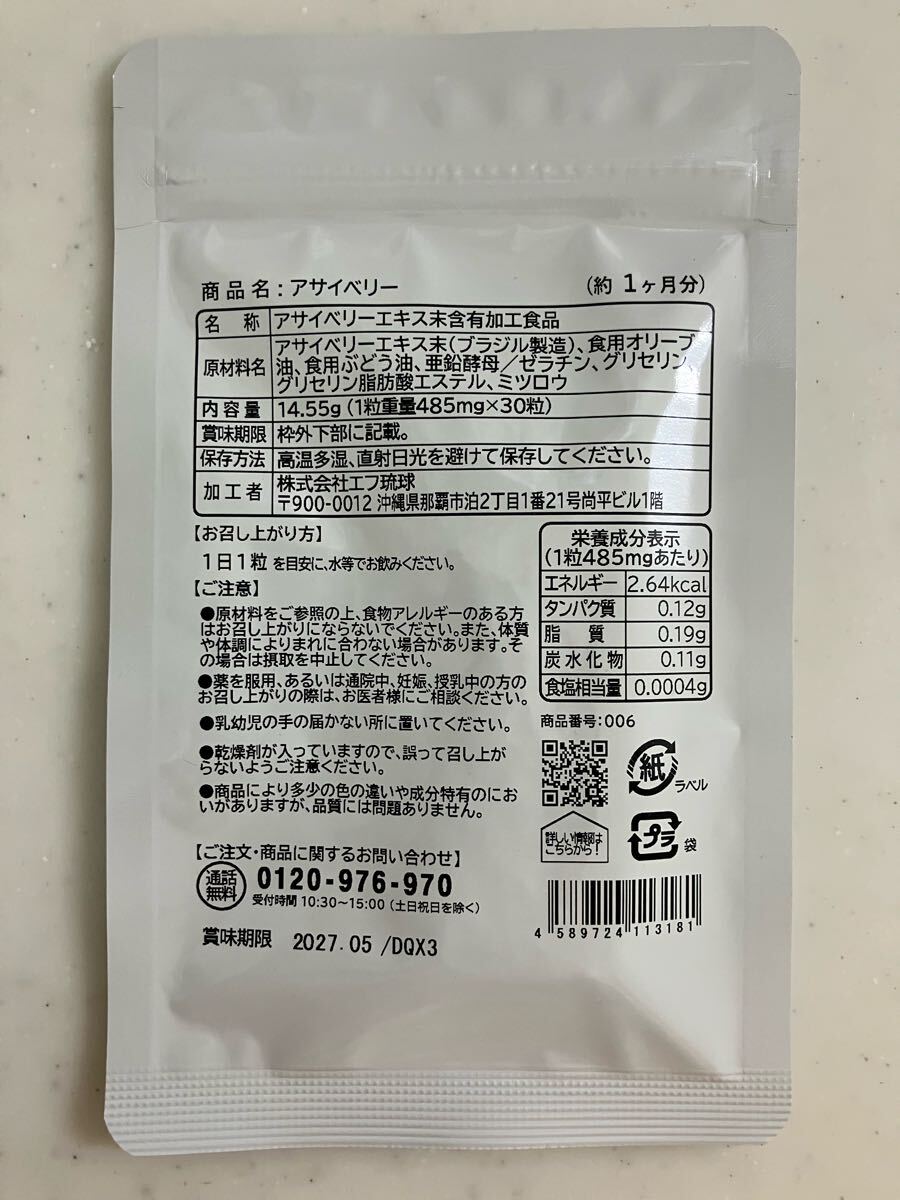 商品名：アサイベリー （約 1ヶ月分）
名 称 アサイベリーエキス末含有加工食品
原材料名 アサイベリーエキス末（ブラジル製造）、食用オリーブ
油、食用ぶどう油、亜鉛酵母／ゼラチン、グリセリン、
グリセリン脂肪酸エステル、ミツロウ
内容量 14.55g（1粒重量485mg×30粒）
賞味期限 枠外下部に記載。
保存方法 高温多湿、直射日光を避けて保存してください。
加工者 株式会社エフ琉球
〒900-0012 沖縄県那覇市泊2丁目1番21号尚平ビル1階
【お召し上がり方】
1日1粒 を目安に、水等でお飲みください。
【ご注意】
●原材料をご参照の上、食物アレルギーのある方
はお召し上がりにならないでください。また、体質
や体調によりまれに合わない場合があります。そ
の場合は摂取を中止してください。
●薬を服用、あるいは通院中、妊娠、授乳中の方の
お召し上がりの際は、お医者様にご相談ください。
●乳幼児の手の届かない所に置いてください。
●乾燥剤が入っていますので、誤って召し上が
らないようご注意ください。
●商品により多少の色の違いや成分特有のにお
いがありますが、品質には問題ありません。
栄養成分表示
（1粒485mgあたり）
エネルギー 2.64kcal
タンパク質 0.12g
脂 質 0.19g
炭水化物 0.11g
食塩相当量 0.0004g
商品番号：006
紙 ラベル
詳しい情報は
こちらから！
プラ 袋
【ご注文・商品に関するお問い合わせ】
通話
無料 0120-976-970
受付時間 10:30～15:00（土日祝日を除く）
4 589724 113181
賞味期限 2027.05 /DQX3